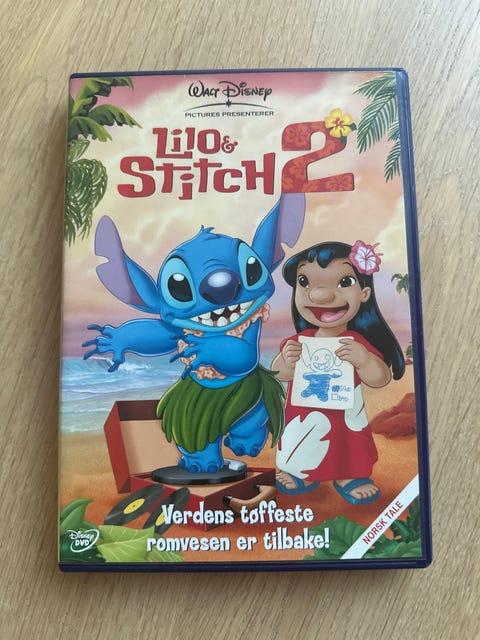 WALT DISNEY
PICTURES PRESENTERER
LILO &
STITCH 2
Verdens tøffeste
romvesen er tilbake!
NORSK TALE
Disney
DVD